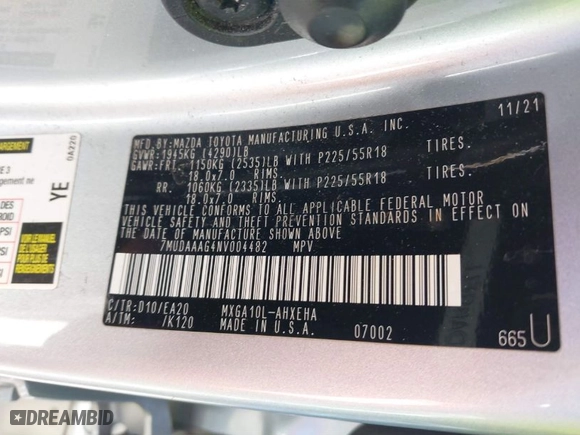 MFD.BY:MAZDA TOYOTA MANUFACTURING U.S.A. INC. 11/21
GVWR:1945KG (4290)LB
GAWR:FRT. 1150KG (2535)LB WITH P225/55R18 TIRES.
18.0x7.0 RIMS.
RR. 1060KG (2335)LB WITH P225/55R18 TIRES.
18.0x7.0 RIMS.
THIS VEHICLE CONFORMS TO ALL APPLICABLE FEDERAL MOTOR
VEHICLE SAFETY AND THEFT PREVENTION STANDARDS IN EFFECT ON
THE DATE OF MANUFACTURE SHOWN ABOVE
7MUDAAAG4NV004482 MPV
C/TR:D10/EA20 MXGA10L-AHXEHA
A/TM: /K120 MADE IN U.S.A. 07002
665U
0A220
YE
DREAMBID